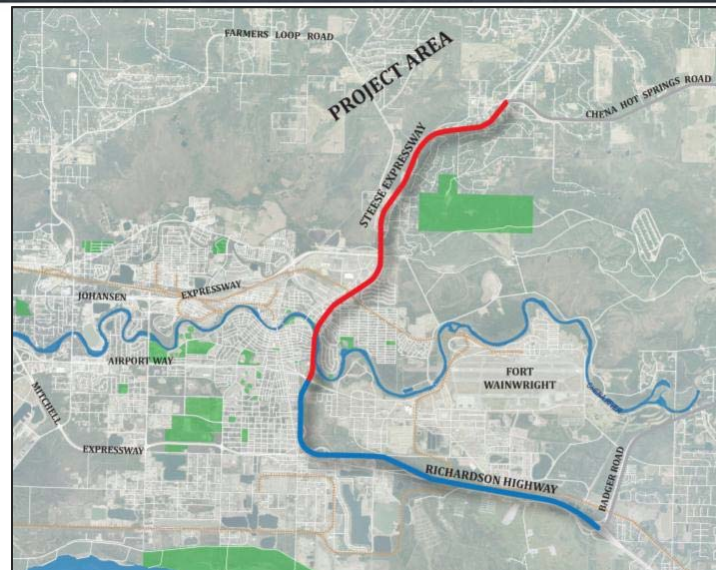 FARMERS LOOP ROAD
PROJECT AREA
CHENA HOT SPRINGS ROAD
STEESE EXPRESSWAY
JOHANSEN
EXPRESSWAY
AIRPORT WAY
FORT
WAINWRIGHT
MITCHELL
EXPRESSWAY
RICHARDSON HIGHWAY
BADGER ROAD